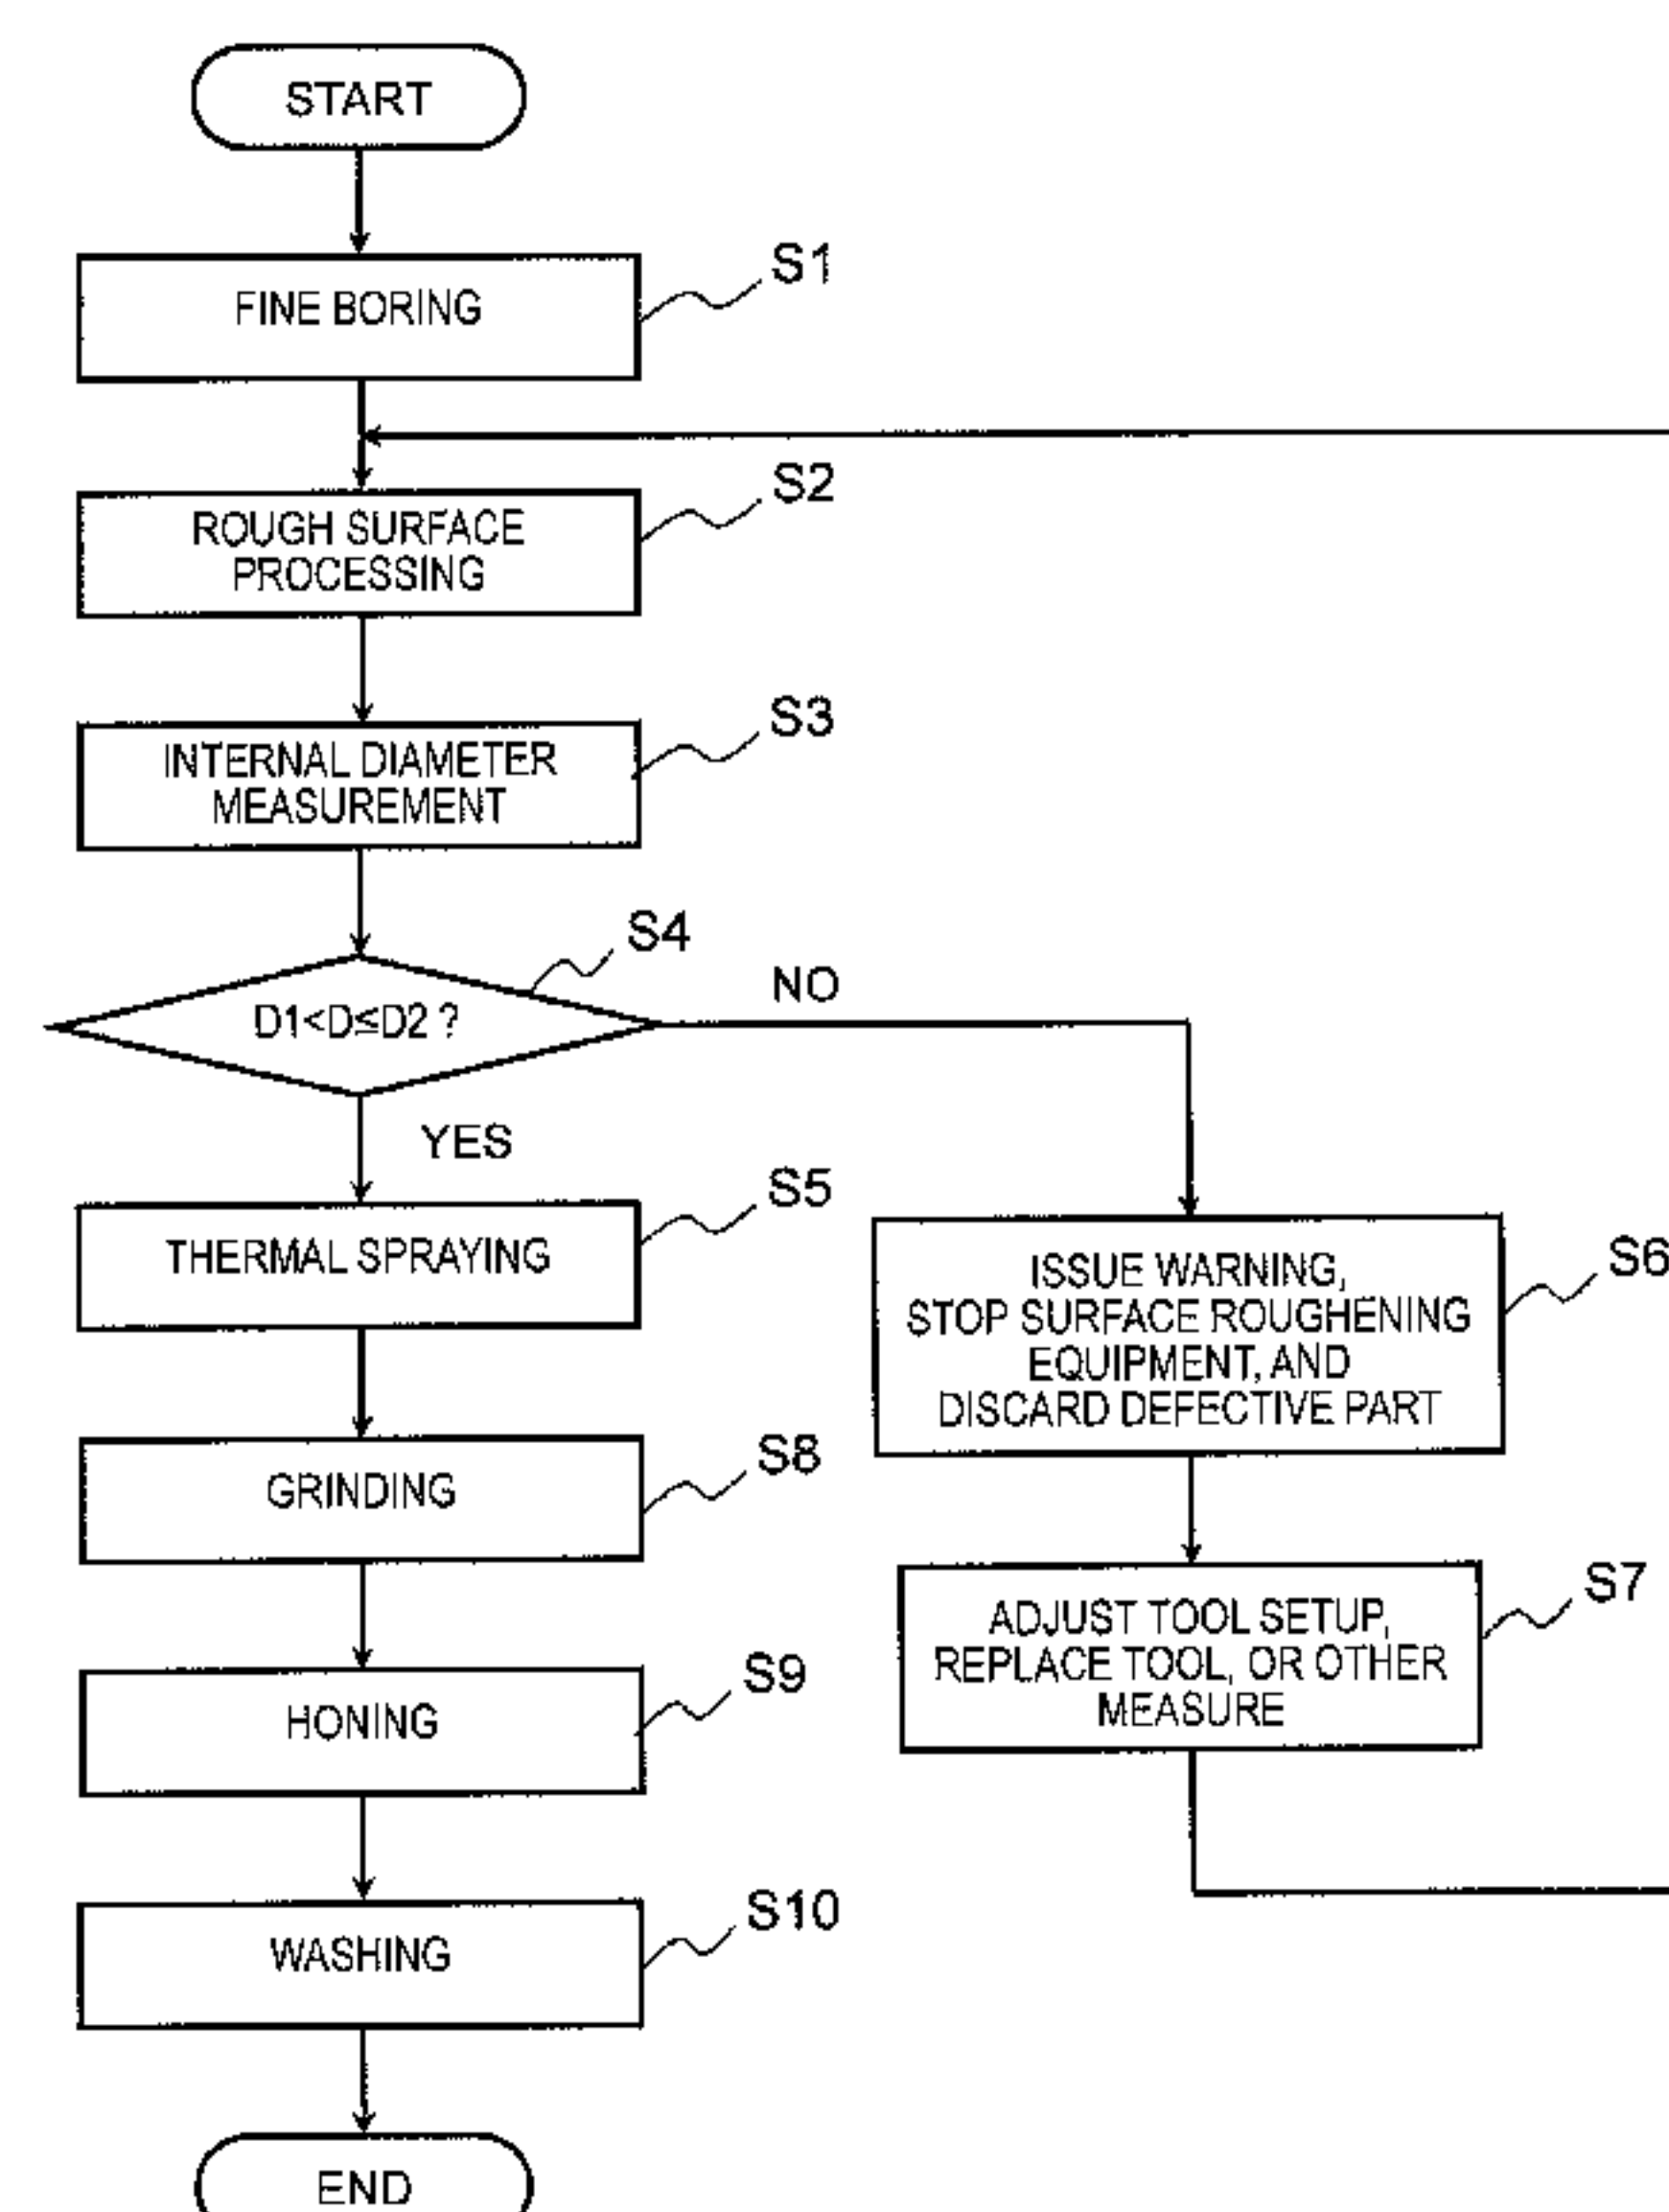 START
S1
FINE BORING
S2
ROUGH SURFACE
PROCESSING
S3
INTERNAL DIAMETER
MEASUREMENT
S4
D1<D≤D2 ?
NO
YES
S5
THERMAL SPRAYING
S6
ISSUE WARNING,
STOP SURFACE ROUGHENING
EQUIPMENT, AND
DISCARD DEFECTIVE PART
S8
GRINDING
S7
ADJUST TOOL SETUP,
REPLACE TOOL, OR OTHER
MEASURE
S9
HONING
S10
WASHING
END